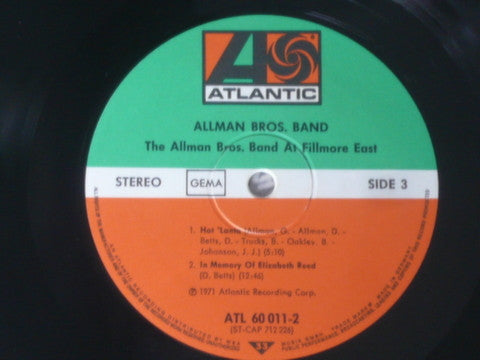 ATLANTIC
ALLMAN BROS. BAND
The Allman Bros. Band At Fillmore East
STEREO GEMA SIDE 3
1. Hot 'Lanta (Allman, G. - Allman, D. -
Betts, D. - Trucks, B. - Oakley, B. -
Johanson, J. J.) (5:10)
2. In Memory Of Elizabeth Reed
(D. Betts) (12:46)
℗ 1971 Atlantic Recording Corp.
ATL 60 011-2
(ST-CAP 712 226)
33